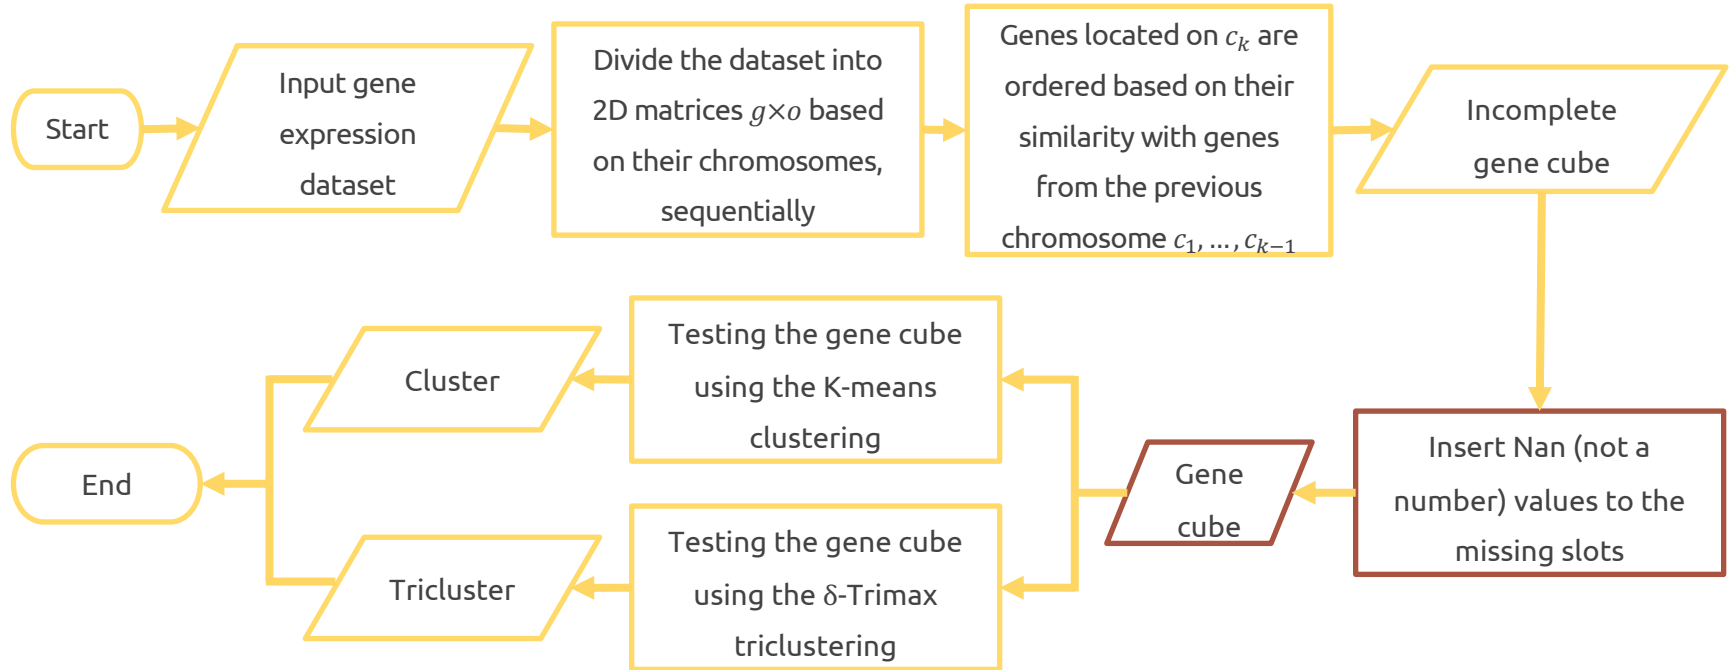 Start
Input gene
expression
dataset
Divide the dataset into
2D matrices g×o based
on their chromosomes,
sequentially
Genes located on cₖ are
ordered based on their
similarity with genes
from the previous
chromosome c₁, ..., cₖ₋₁
Incomplete
gene cube
Insert Nan (not a
number) values to the
missing slots
Gene
cube
Testing the gene cube
using the K-means
clustering
Cluster
Testing the gene cube
using the δ-Trimax
triclustering
Tricluster
End